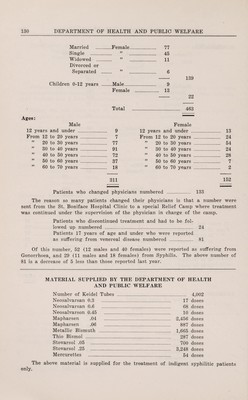 130 DEPARTMENT OF HEALTH AND PUBLIC WELFARE
Married ........Female.............. 77
Single ........ " .............. 45
Widowed ........ " .............. 11
Divorced or
Separated ........ " .............. 6
139
Children 0-12 years ........Male .............. 9
Female .............. 13
22
Total .............. 463
Ages:
Male Female
12 years and under .............. 9 12 years and under .............. 13
From 12 to 20 years .............. 7 From 12 to 20 years .............. 24
" 20 to 30 years .............. 77 " 20 to 30 years .............. 54
" 30 to 40 years .............. 91 " 30 to 40 years .............. 24
" 40 to 50 years .............. 72 " 40 to 50 years .............. 28
" 50 to 60 years .............. 37 " 50 to 60 years .............. 7
" 60 to 70 years .............. 18 " 60 to 70 years .............. 2
311 152
Patients who changed physicians numbered .............. 135
The reason so many patients changed their physicians is that a number were
sent from the St. Boniface Hospital Clinic to a special Relief Camp where treatment
was continued under the supervision of the physician in charge of the camp.
Patients who discontinued treatment and had to be fol-
lowed up numbered .............. 24
Patients 17 years of age and under who were reported
as suffering from venereal disease numbered .............. 81
Of this number, 52 (12 males and 40 females) were reported as suffering from
Gonorrhoea, and 29 (11 males and 18 females) from Syphilis. The above number of
81 is a decrease of 5 less than those reported last year.
MATERIAL SUPPLIED BY THE DEPARTMENT OF HEALTH
AND PUBLIC WELFARE
Number of Keidel Tubes .............. 4,002
Neosalvarsan 0.3 .............. 17 doses
Neosalvarsan 0.6 .............. 68 doses
Neosalvarsan 0.45 .............. 16 doses
Mapharsen .04 .............. 2,406 doses
Mapharsen .06 .............. 887 doses
Metallic Bismuth .............. 1,605 doses
Thio Bismol .............. 287 doses
Stovarsol .05 .............. 700 doses
Stovarsol .25 .............. 3,248 doses
Mercurettes .............. 54 doses
The above material is supplied for the treatment of indigent syphilitic patients
only.